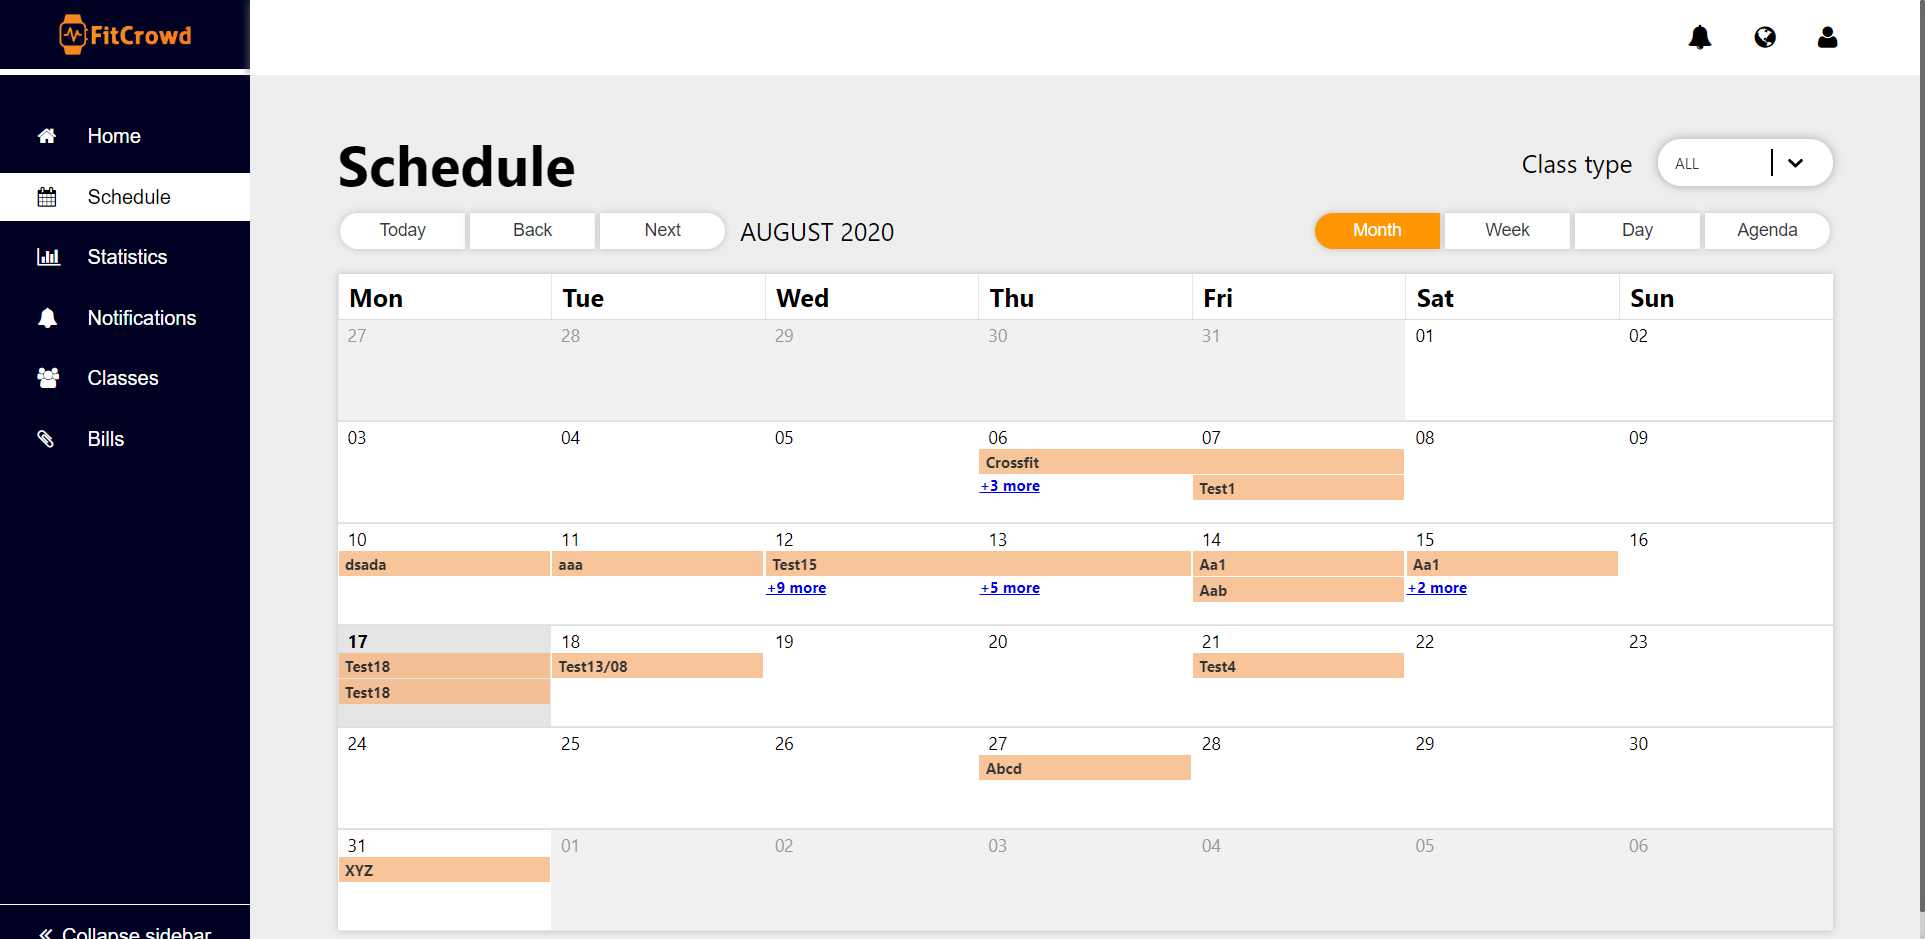 FitCrowd
Home
Schedule
Statistics
Notifications
Classes
Bills
Collapse sidebar
Schedule
Class type ALL
Today Back Next AUGUST 2020 Month Week Day Agenda
Mon Tue Wed Thu Fri Sat Sun
27 28 29 30 31 01 02
03 04 05 06 07 08 09
Crossfit
+3 more Test1
10 11 12 13 14 15 16
dsada aaa Test15 Aa1 Aa1
+9 more +5 more Aab +2 more
17 18 19 20 21 22 23
Test18 Test13/08 Test4
Test18
24 25 26 27 28 29 30
Abcd
31 01 02 03 04 05 06
XYZ